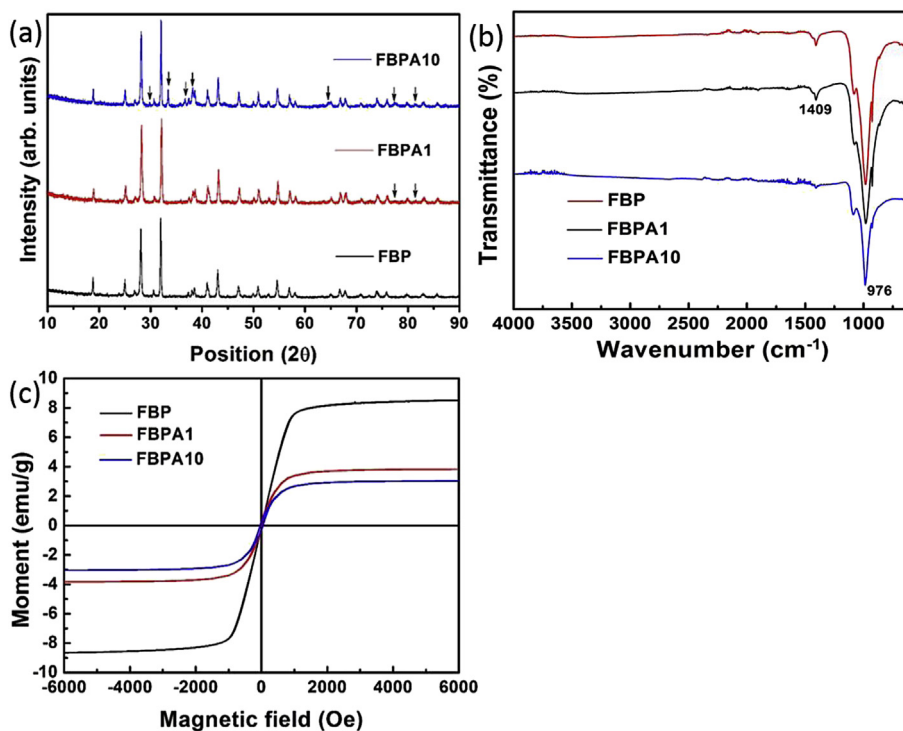 (a)
FBPA10
FBPA1
FBP
Intensity (arb. units)
10 20 30 40 50 60 70 80 90
Position (2θ)
(b)
1409
976
FBP
FBPA1
FBPA10
Transmittance (%)
4000 3500 3000 2500 2000 1500 1000
Wavenumber (cm⁻¹)
(c)
10
8
6
4
2
0
-2
-4
-6
-8
-10
FBP
FBPA1
FBPA10
Moment (emu/g)
-6000 -4000 -2000 0 2000 4000 6000
Magnetic field (Oe)